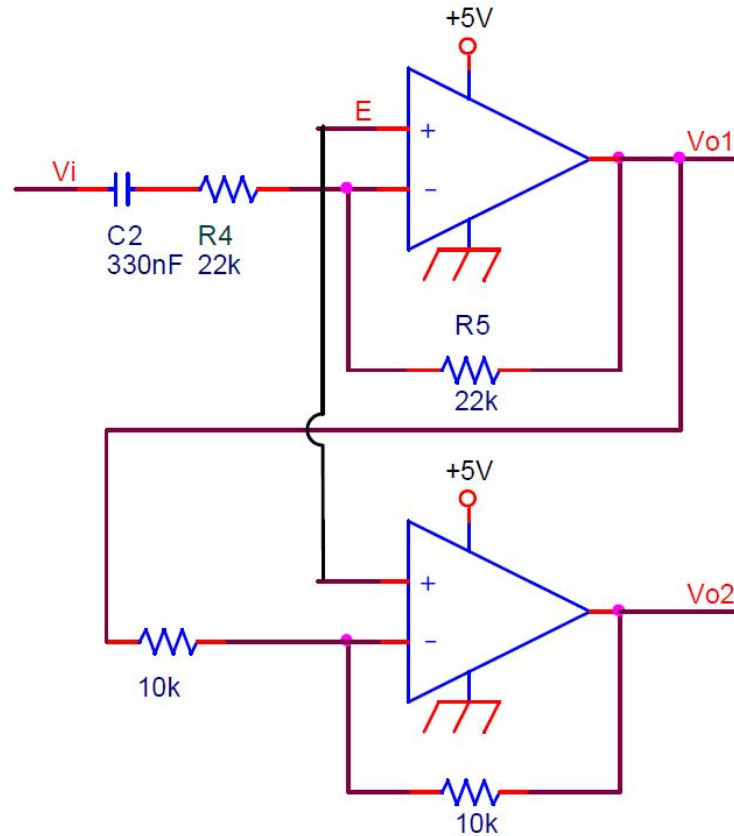 +5V
E
+
Vi
Vo1
−
C2 R4
330nF 22k
R5
22k
+5V
+
Vo2
−
10k
10k